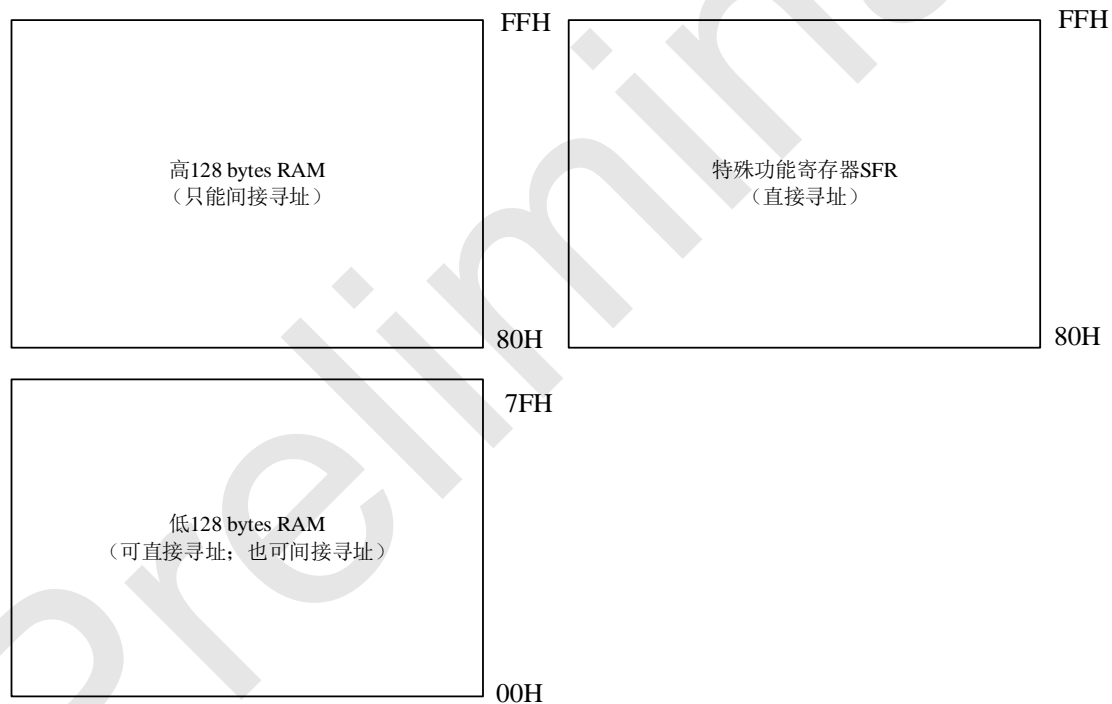 FFH
高128 bytes RAM
（只能间接寻址）
80H
FFH
特殊功能寄存器SFR
（直接寻址）
80H
7FH
低128 bytes RAM
（可直接寻址；也可间接寻址）
00H
Prelimina